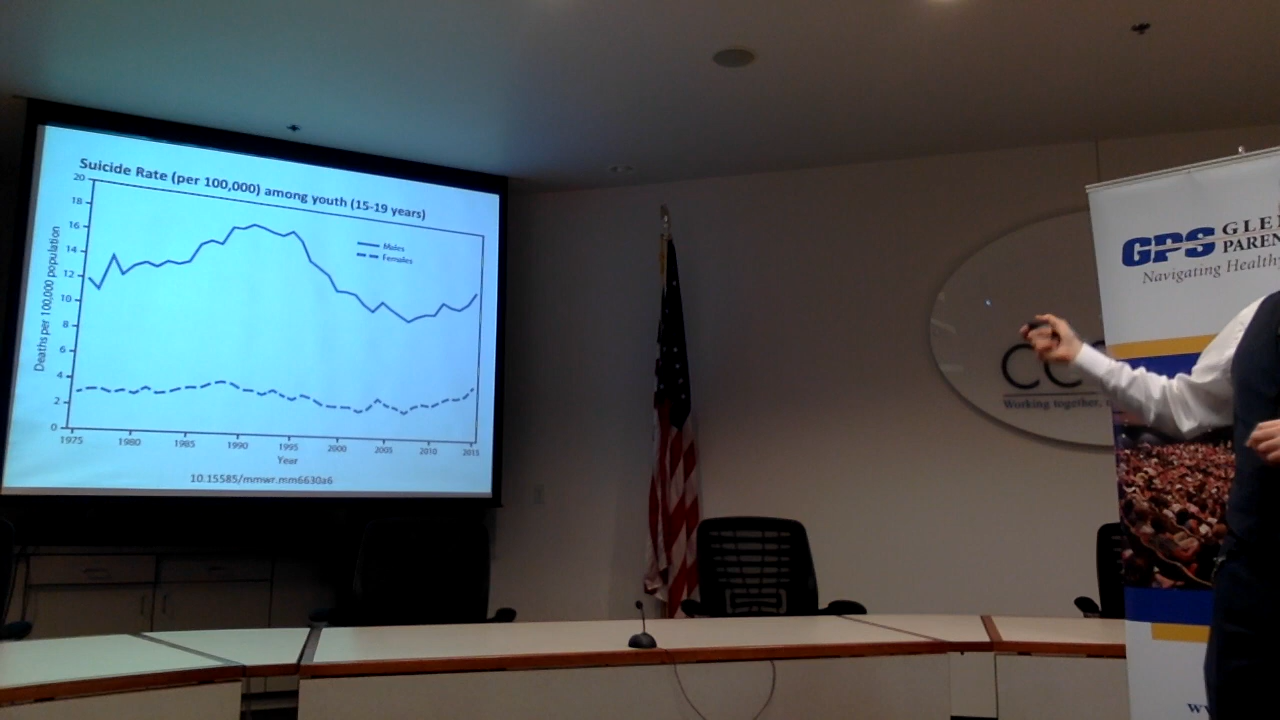 Suicide Rate (per 100,000) among youth (15-19 years)
Deaths per 100,000 population
20
18
16
14
12
10
8
6
4
2
0
Males
Females
1975 1980 1985 1990 1995 2000 2005 2010 2015
Year
10.15585/mmwr.mm6630a6
CC
Working together,
GPS
Navigating Healthy